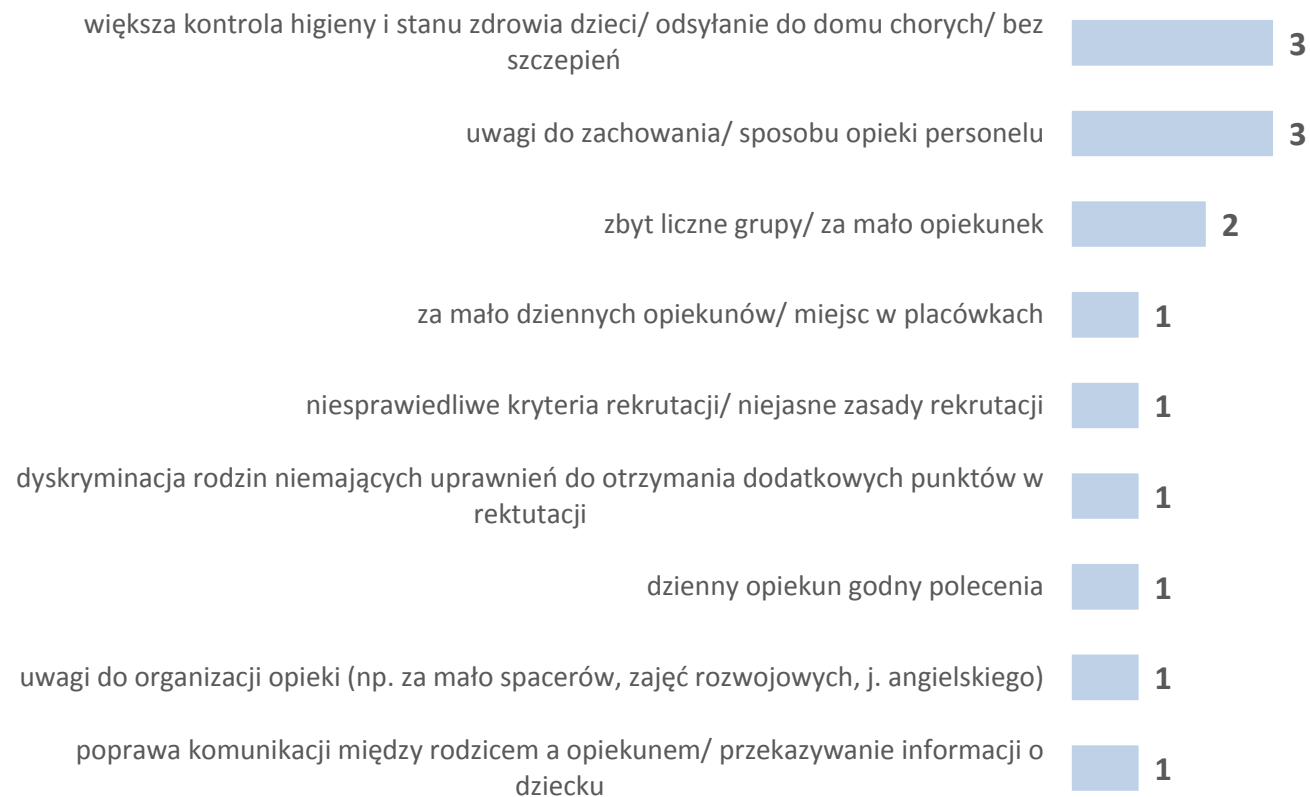 większa kontrola higieny i stanu zdrowia dzieci/ odsyłanie do domu chorych/ bez
szczepień
3
uwagi do zachowania/ sposobu opieki personelu
3
zbyt liczne grupy/ za mało opiekunek
2
za mało dziennych opiekunów/ miejsc w placówkach
1
niesprawiedliwe kryteria rekrutacji/ niejasne zasady rekrutacji
1
dyskryminacja rodzin niemających uprawnień do otrzymania dodatkowych punktów w
rektutacji
1
dzienny opiekun godny polecenia
1
uwagi do organizacji opieki (np. za mało spacerów, zajęć rozwojowych, j. angielskiego)
1
poprawa komunikacji między rodzicem a opiekunem/ przekazywanie informacji o
dziecku
1